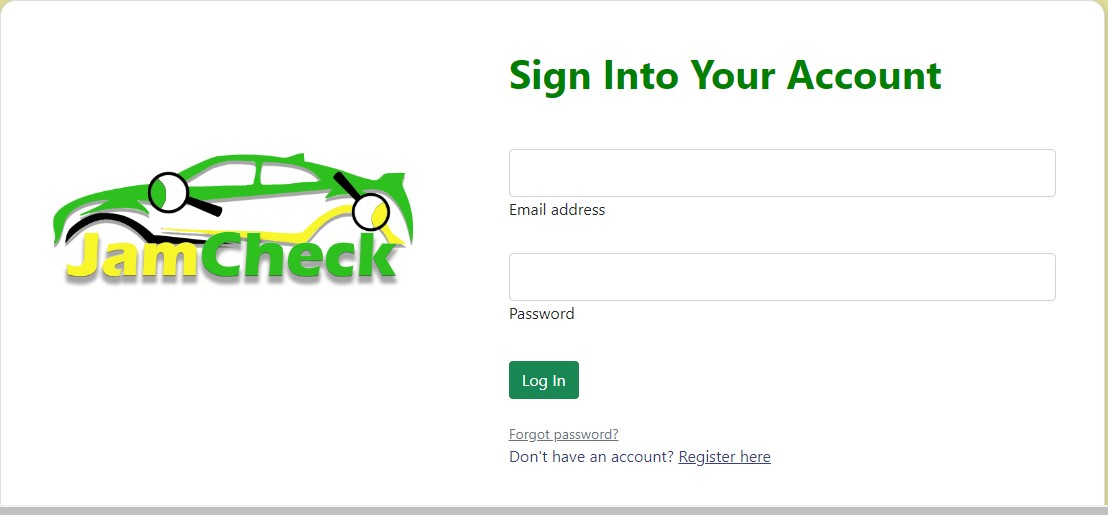 Sign Into Your Account
Email address
JamCheck
Password
Log In
Forgot password?
Don't have an account? Register here